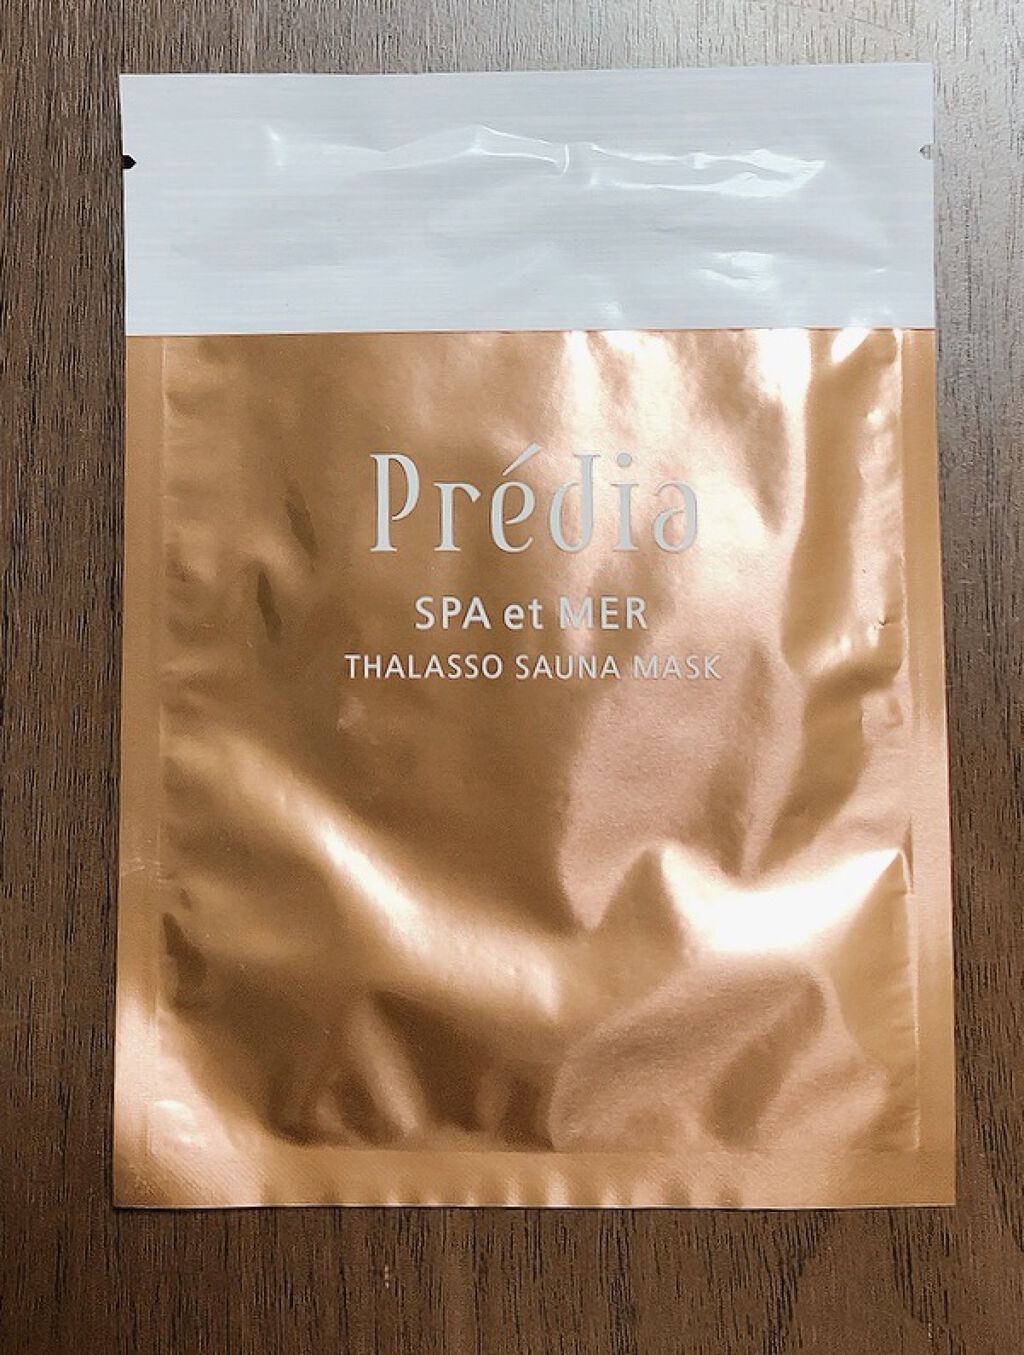 Prédia
SPA et MER
THALASSO SAUNA MASK